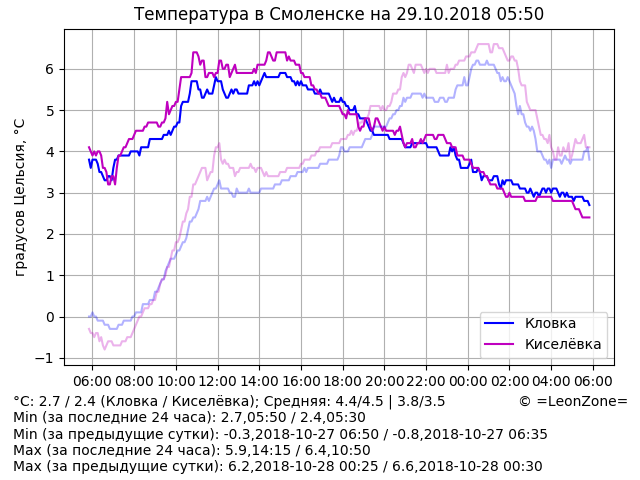 Температура в Смоленске на 29.10.2018 05:50
градусов Цельсия, °C
6
5
4
3
2
1
0
−1
06:00 08:00 10:00 12:00 14:00 16:00 18:00 20:00 22:00 00:00 02:00 04:00 06:00
Кловка
Киселёвка
°C: 2.7 / 2.4 (Кловка / Киселёвка); Средняя: 4.4/4.5 | 3.8/3.5 © =LeonZone=
Min (за последние 24 часа): 2.7,05:50 / 2.4,05:30
Min (за предыдущие сутки): -0.3,2018-10-27 06:50 / -0.8,2018-10-27 06:35
Max (за последние 24 часа): 5.9,14:15 / 6.4,10:50
Max (за предыдущие сутки): 6.2,2018-10-28 00:25 / 6.6,2018-10-28 00:30